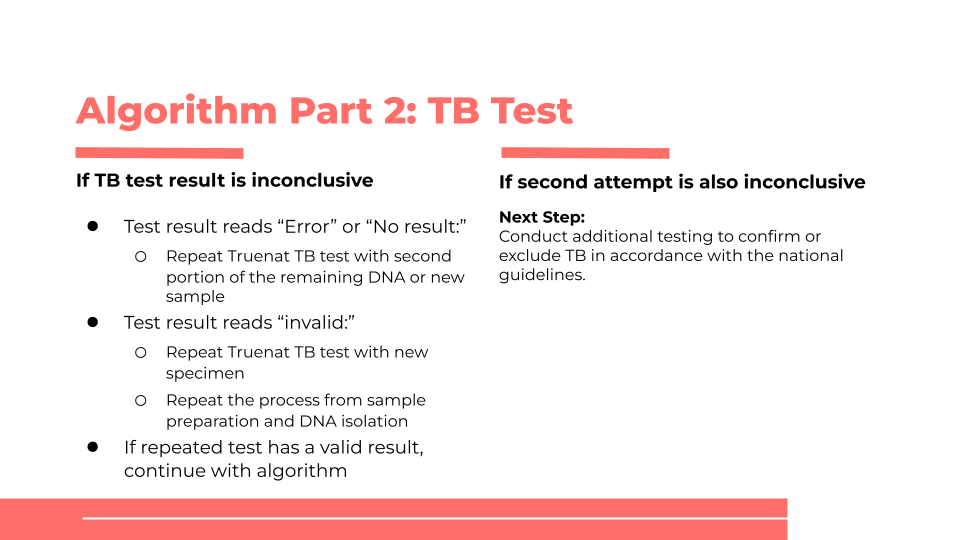 Algorithm Part 2: TB Test
If TB test result is inconclusive
● Test result reads “Error” or “No result:”
○ Repeat Truenat TB test with second
portion of the remaining DNA or new
sample
● Test result reads “invalid:”
○ Repeat Truenat TB test with new
specimen
○ Repeat the process from sample
preparation and DNA isolation
● If repeated test has a valid result,
continue with algorithm
If second attempt is also inconclusive
Next Step:
Conduct additional testing to confirm or
exclude TB in accordance with the national
guidelines.